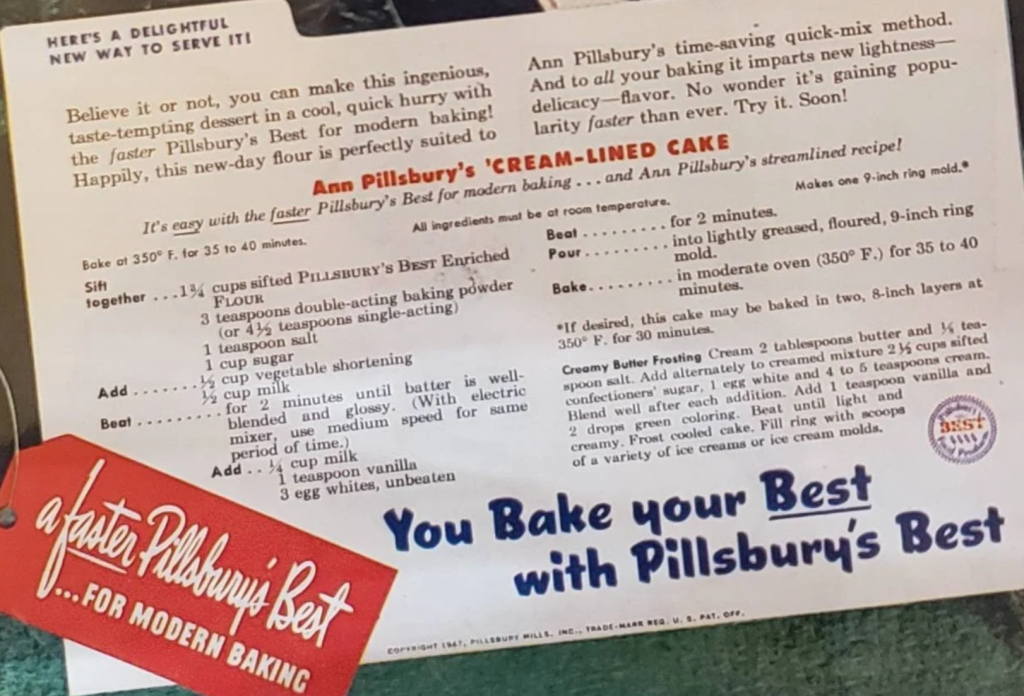 HERE'S A DELIGHTFUL
NEW WAY TO SERVE IT!
Believe it or not, you can make this ingenious,
taste-tempting dessert in a cool, quick hurry with
the faster Pillsbury's Best for modern baking!
Happily, this new-day flour is perfectly suited to
Ann Pillsbury's time-saving quick-mix method.
And to all your baking it imparts new lightness—
delicacy—flavor. No wonder it's gaining popu-
larity faster than ever. Try it. Soon!
Ann Pillsbury's 'CREAM-LINED CAKE
It's easy with the faster Pillsbury's Best for modern baking . . . and Ann Pillsbury's streamlined recipe!
Bake at 350° F. for 35 to 40 minutes.
All ingredients must be at room temperature.
Makes one 9-inch ring mold.*
Sift
together . . . 1¾ cups sifted PILLSBURY'S BEST Enriched
FLOUR
3 teaspoons double-acting baking powder
(or 4½ teaspoons single-acting)
1 teaspoon salt
1 cup sugar
Add . . . . . . . ½ cup vegetable shortening
½ cup milk
Beat . . . . . . . . . for 2 minutes until batter is well-
blended and glossy. (With electric
mixer, use medium speed for same
period of time.)
Add . . ¼ cup milk
1 teaspoon vanilla
3 egg whites, unbeaten
Beat . . . . . . . . . for 2 minutes.
Pour . . . . . . . . . into lightly greased, floured, 9-inch ring
mold.
Bake . . . . . . . . . in moderate oven (350° F.) for 35 to 40
minutes.
*If desired, this cake may be baked in two, 8-inch layers at
350° F. for 30 minutes.
Creamy Butter Frosting Cream 2 tablespoons butter and tea-
spoon salt. Add alternately to creamed mixture 2½ cups sifted
confectioners' sugar, 1 egg white and 4 to 5 teaspoons cream.
Blend well after each addition. Add 1 teaspoon vanilla and
2 drops green coloring. Beat until light and
creamy. Frost cooled cake. Fill ring with scoops
of a variety of ice creams or ice cream molds.
BEST
You Bake your Best
with Pillsbury's Best
a faster Pillsbury's Best
...FOR MODERN BAKING
COPYRIGHT 1947, PILLSBURY MILLS, INC., TRADE-MARK REG. U. S. PAT. OFF.